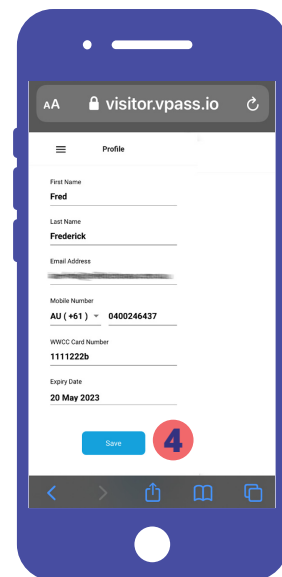 AA visitor.vpass.io
Profile
First Name
Fred
Last Name
Frederick
Email Address
Mobile Number
AU ( +61 ) 0400246437
WWCC Card Number
1111222b
Expiry Date
20 May 2023
Save 4